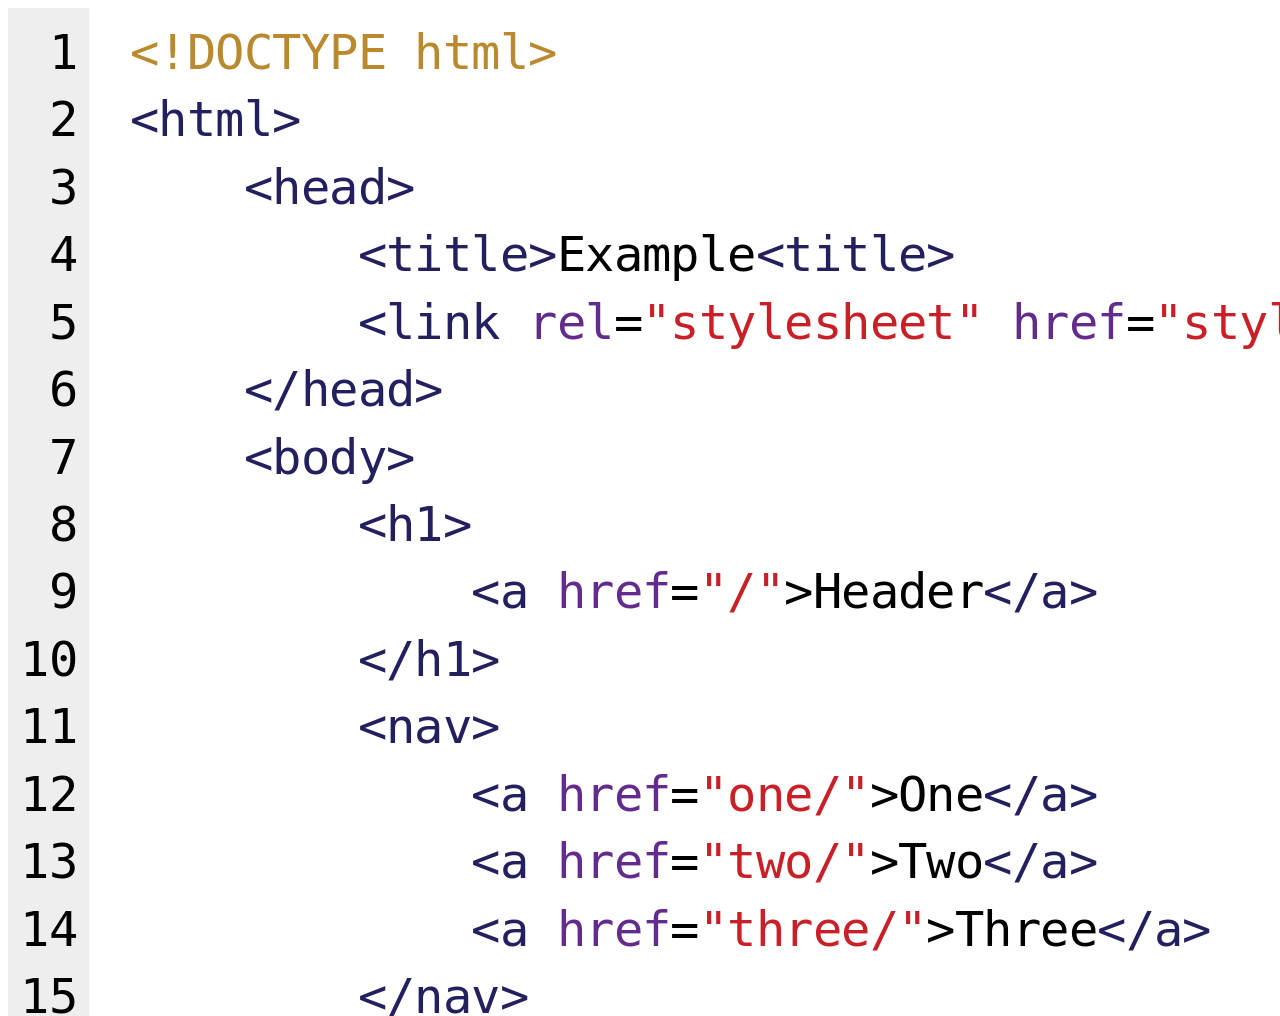 1 <!DOCTYPE html>
2 <html>
3 <head>
4 <title>Example<title>
5 <link rel="stylesheet" href="styl
6 </head>
7 <body>
8 <h1>
9 <a href="/">Header</a>
10 </h1>
11 <nav>
12 <a href="one/">One</a>
13 <a href="two/">Two</a>
14 <a href="three/">Three</a>
15 </nav>